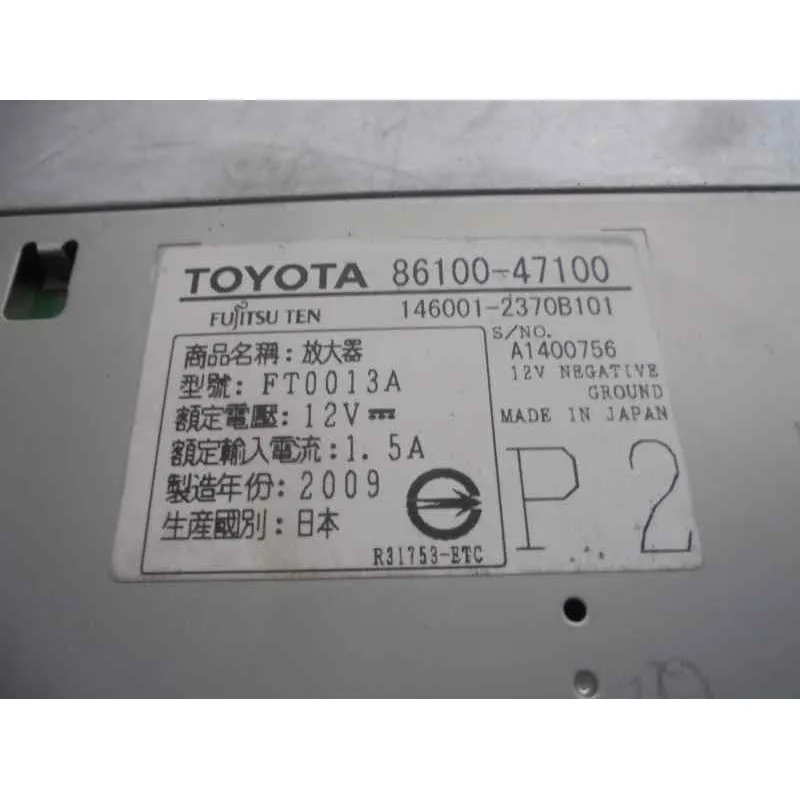 TOYOTA 86100-47100
FUJITSU TEN 146001-2370B101
S/NO.
A1400756
12V NEGATIVE
GROUND
MADE IN JAPAN
P2
商品名稱：放大器
型號：FT0013A
額定電壓：12V
額定輸入電流：1.5A
製造年份：2009
生產國別：日本
R31753-ETC